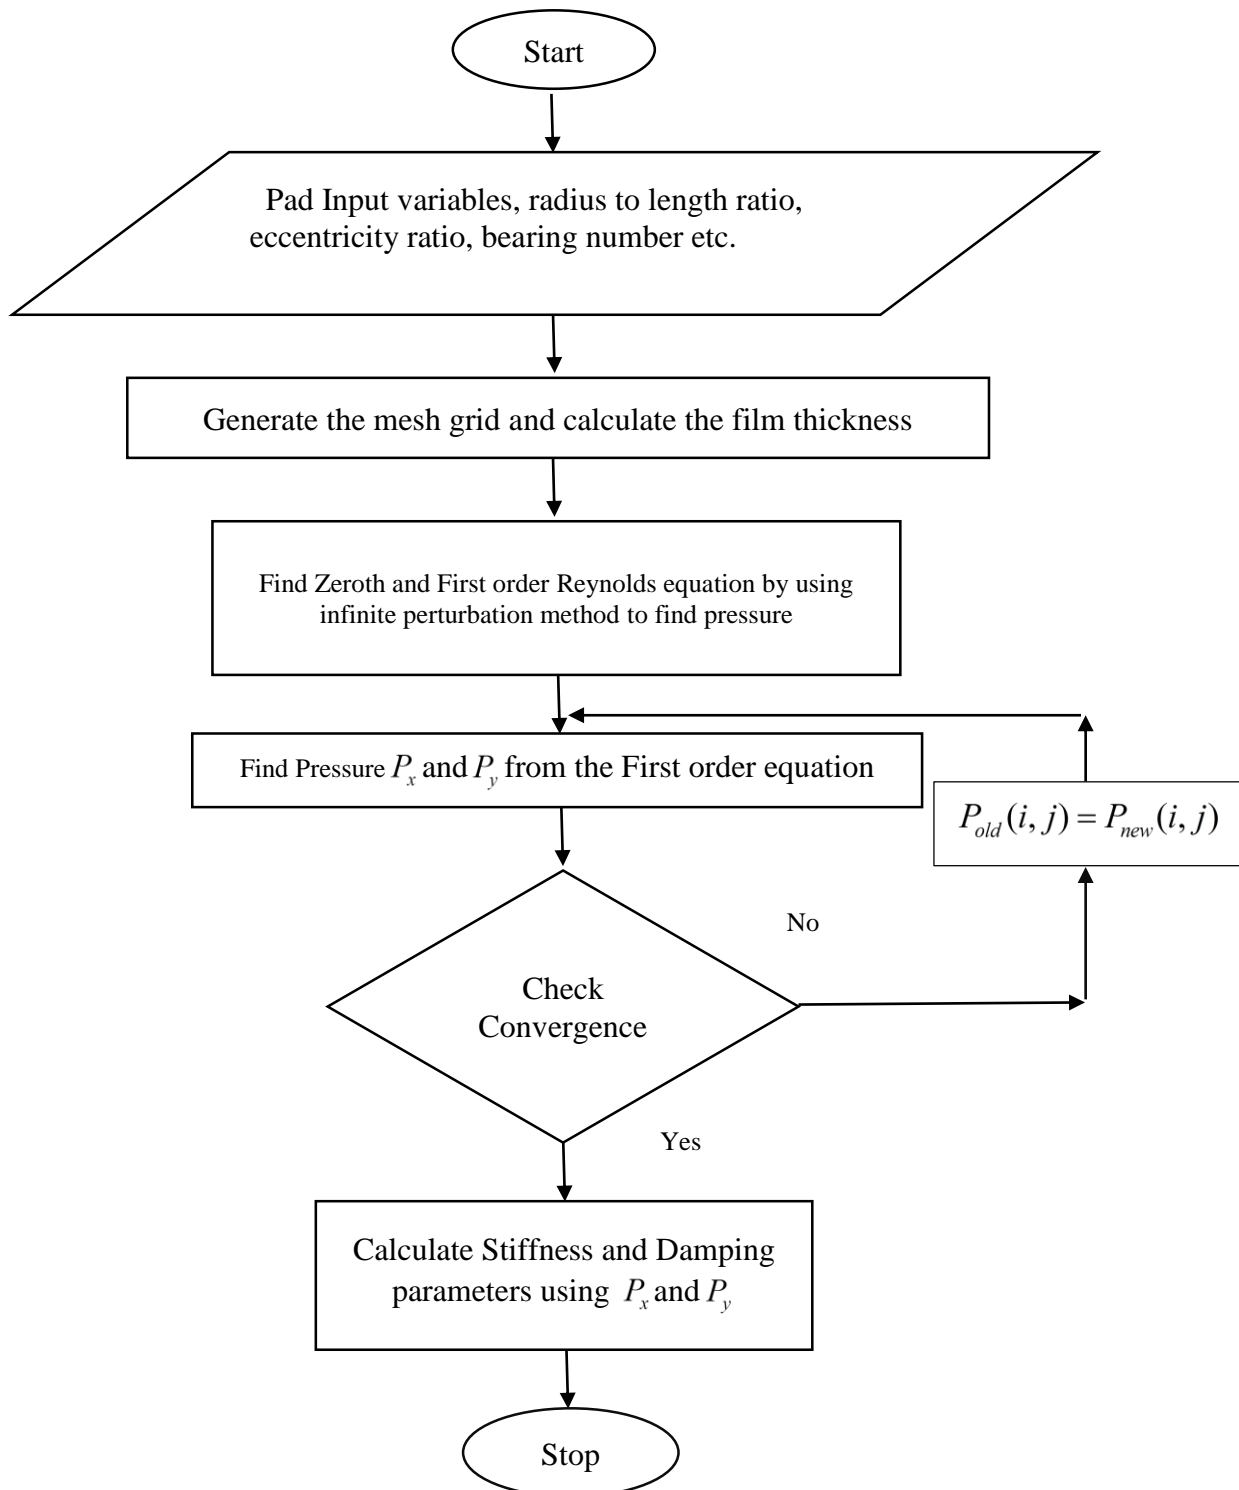 Start
Pad Input variables, radius to length ratio,
eccentricity ratio, bearing number etc.
Generate the mesh grid and calculate the film thickness
Find Zeroth and First order Reynolds equation by using
infinite perturbation method to find pressure
Find Pressure P_x and P_y from the First order equation
P_old(i, j) = P_new(i, j)
No
Check
Convergence
Yes
Calculate Stiffness and Damping
parameters using P_x and P_y
Stop